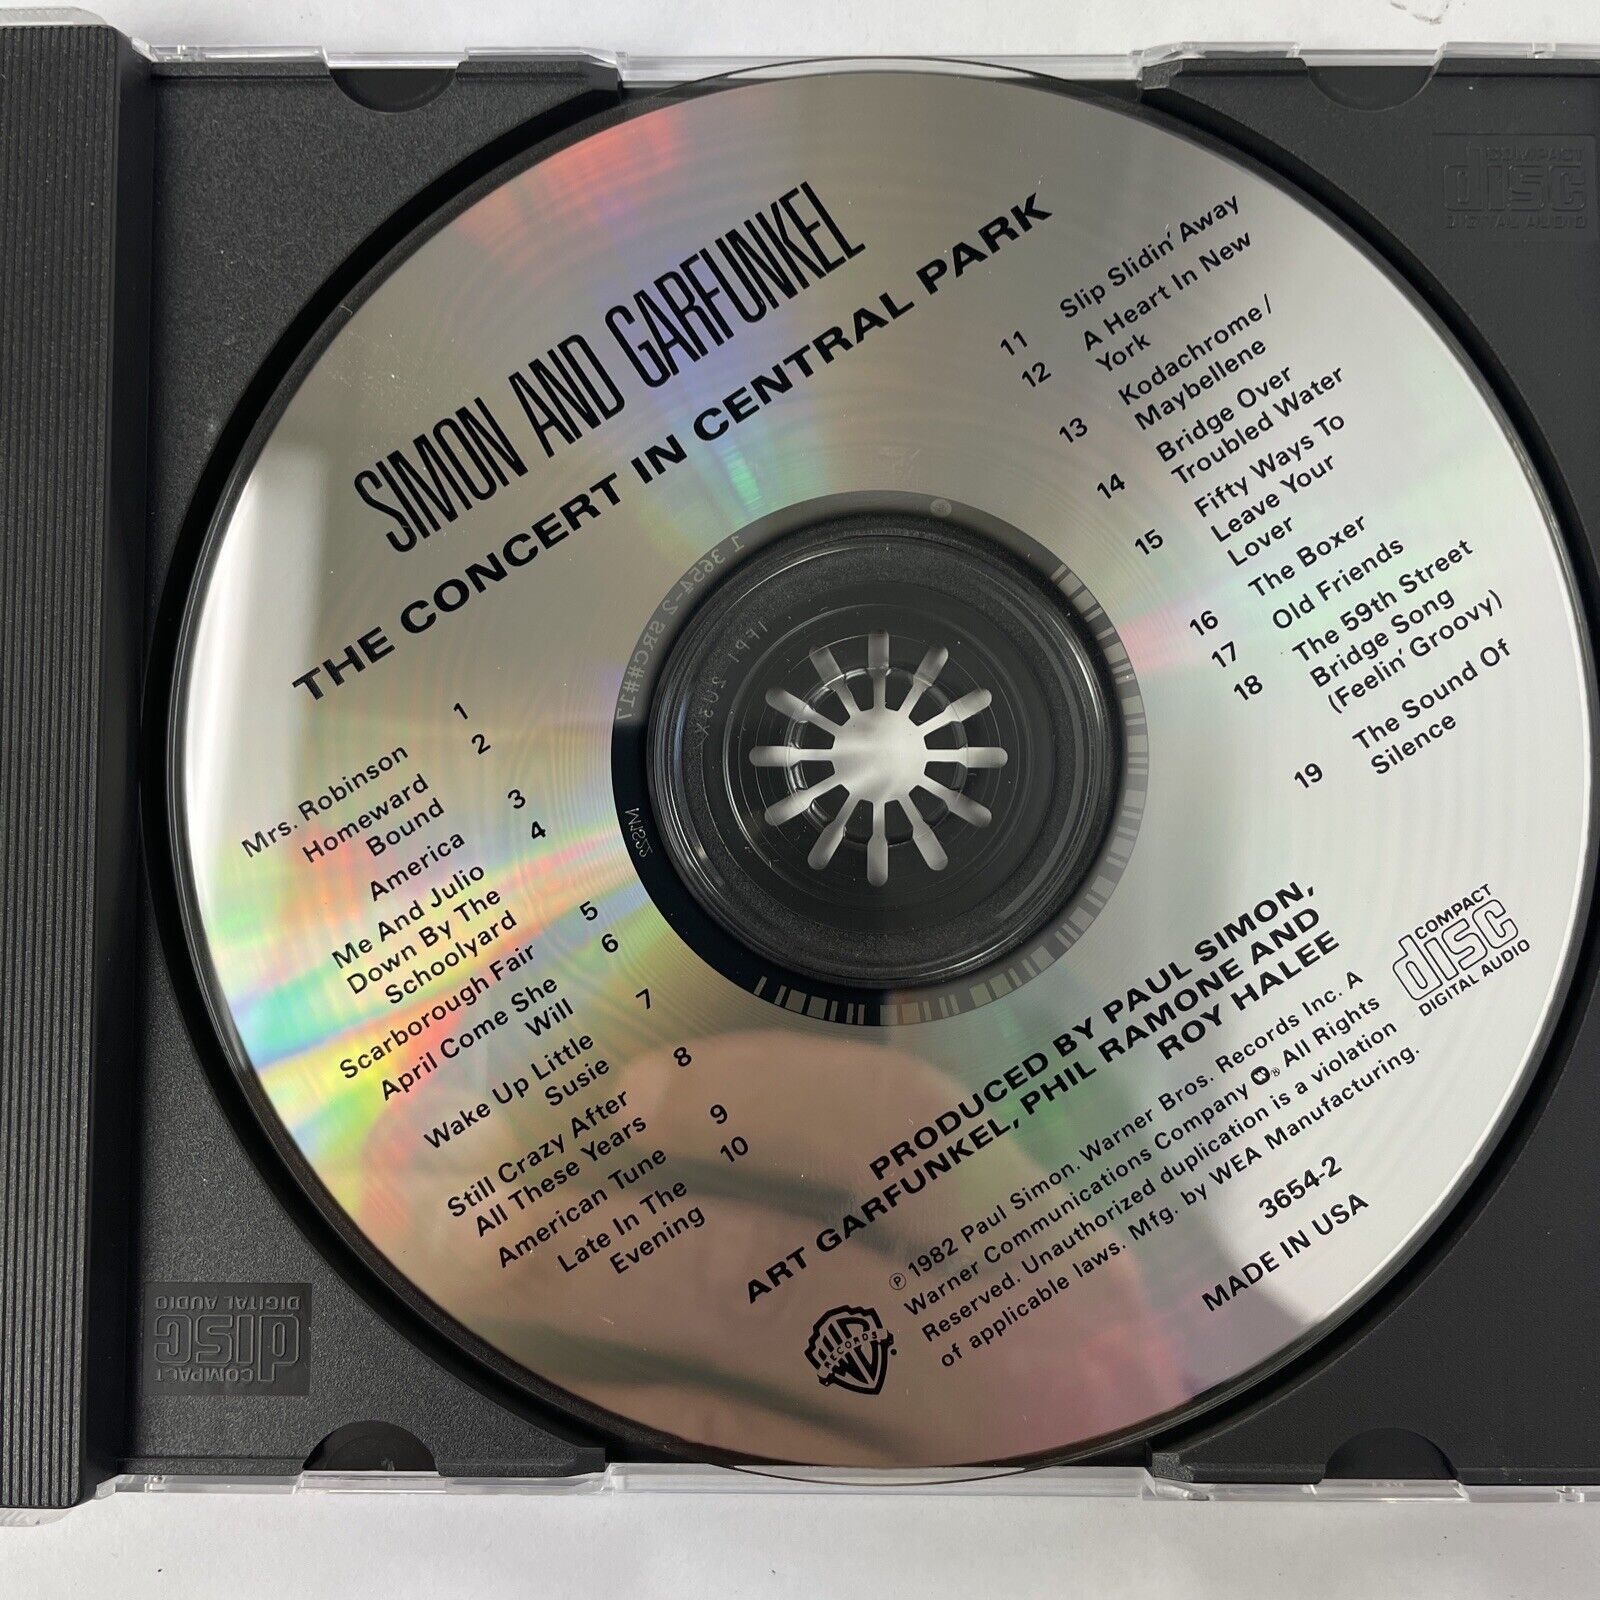 SIMON AND GARFUNKEL
THE CONCERT IN CENTRAL PARK
Mrs. Robinson 1
Homeward 2
Bound
America 3
Me And Julio 4
Down By The
Schoolyard
Scarborough Fair 5
April Come She 6
Will
Wake Up Little 7
Susie
Still Crazy After 8
All These Years
American Tune 9
Late In The 10
Evening
11 Slip Slidin' Away
12 A Heart In New
York
13 Kodachrome/
Maybellene
14 Bridge Over
Troubled Water
15 Fifty Ways To
Leave Your
Lover
16 The Boxer
17 Old Friends
18 The 59th Street
Bridge Song
(Feelin' Groovy)
19 The Sound Of
Silence
PRODUCED BY PAUL SIMON,
ART GARFUNKEL, PHIL RAMONE AND
ROY HALEE
℗ 1982 Paul Simon. Warner Bros. Records Inc. A
Warner Communications Company ®. All Rights
Reserved. Unauthorized duplication is a violation
of applicable laws. Mfg. by WEA Manufacturing.
3654-2
MADE IN USA
COMPACT
disc
DIGITAL AUDIO
WB
RECORDS
1 3654-2 SRC##17
COMPACT
disc
DIGITAL AUDIO
COMPACT
disc
DIGITAL AUDIO